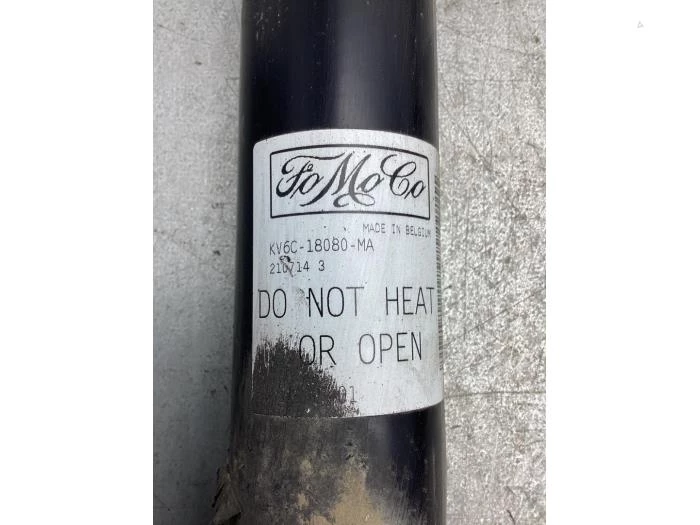 FoMoCo
MADE IN BELGIUM
KV6C-18080-MA
210714 3
DO NOT HEAT
OR OPEN